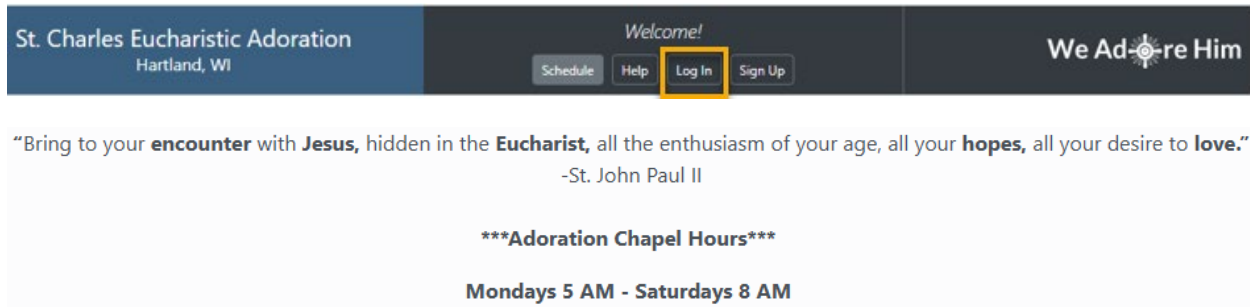 St. Charles Eucharistic Adoration
Hartland, WI
Welcome!
Schedule Help Log In Sign Up
We Ad re Him
“Bring to your encounter with Jesus, hidden in the Eucharist, all the enthusiasm of your age, all your hopes, all your desire to love.”
-St. John Paul II
***Adoration Chapel Hours***
Mondays 5 AM - Saturdays 8 AM